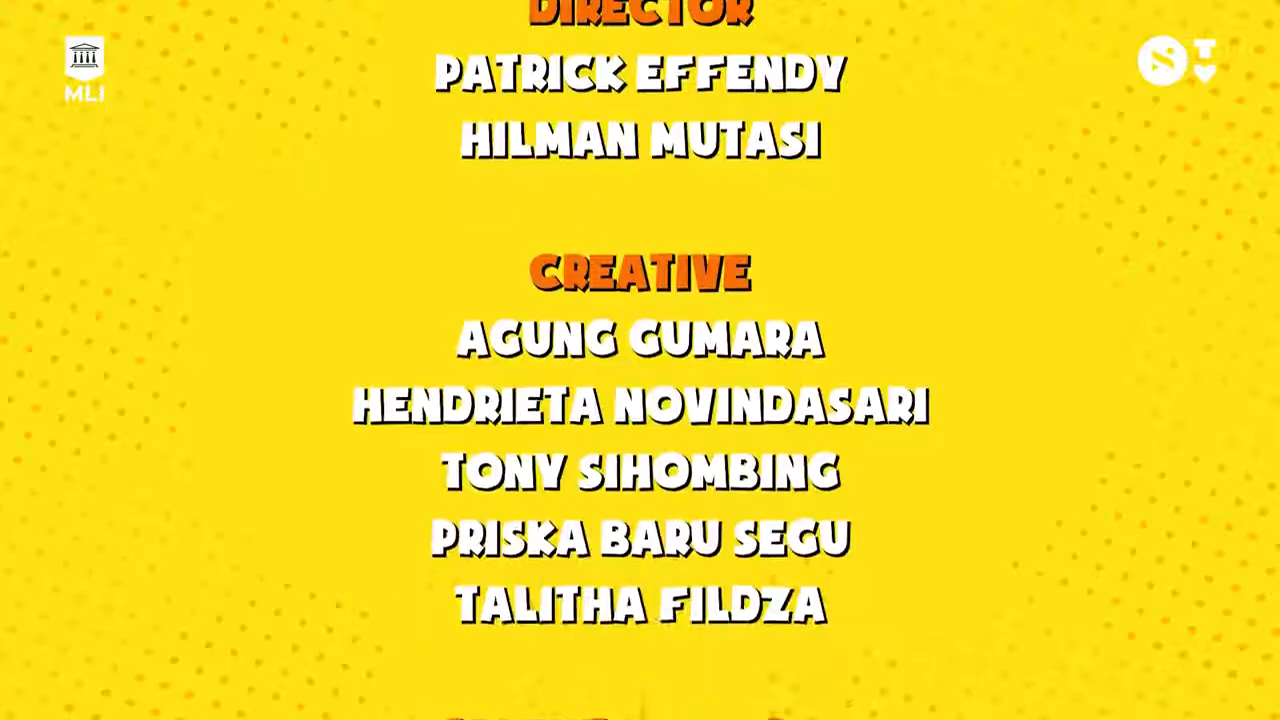 DIRECTOR
MLI
T
PATRICK EFFENDY
HILMAN MUTASI
CREATIVE
AGUNG GUMARA
HENDRIETA NOVINDASARI
TONY SIHOMBING
PRISKA BARU SEGU
TALITHA FILDZA